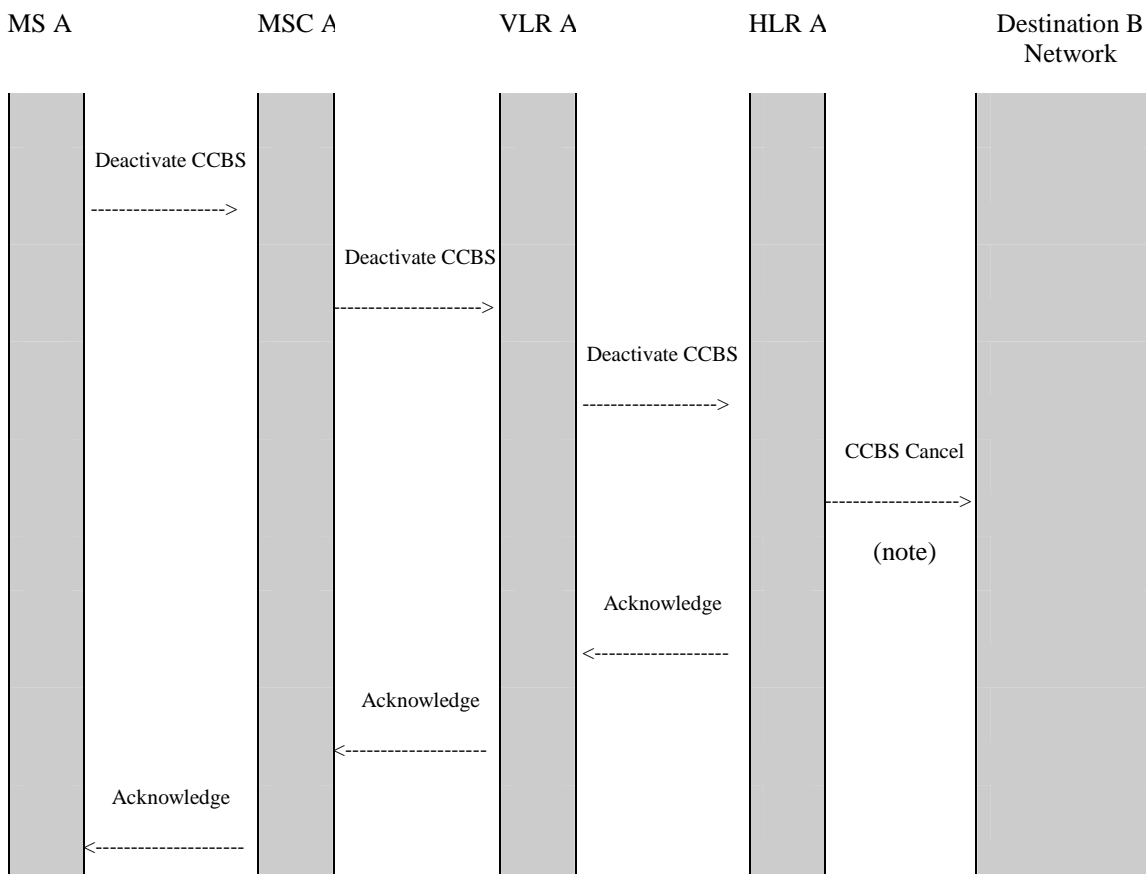 MS A
MSC A
VLR A
HLR A
Destination B
Network
Deactivate CCBS
Deactivate CCBS
Deactivate CCBS
CCBS Cancel
(note)
Acknowledge
Acknowledge
Acknowledge